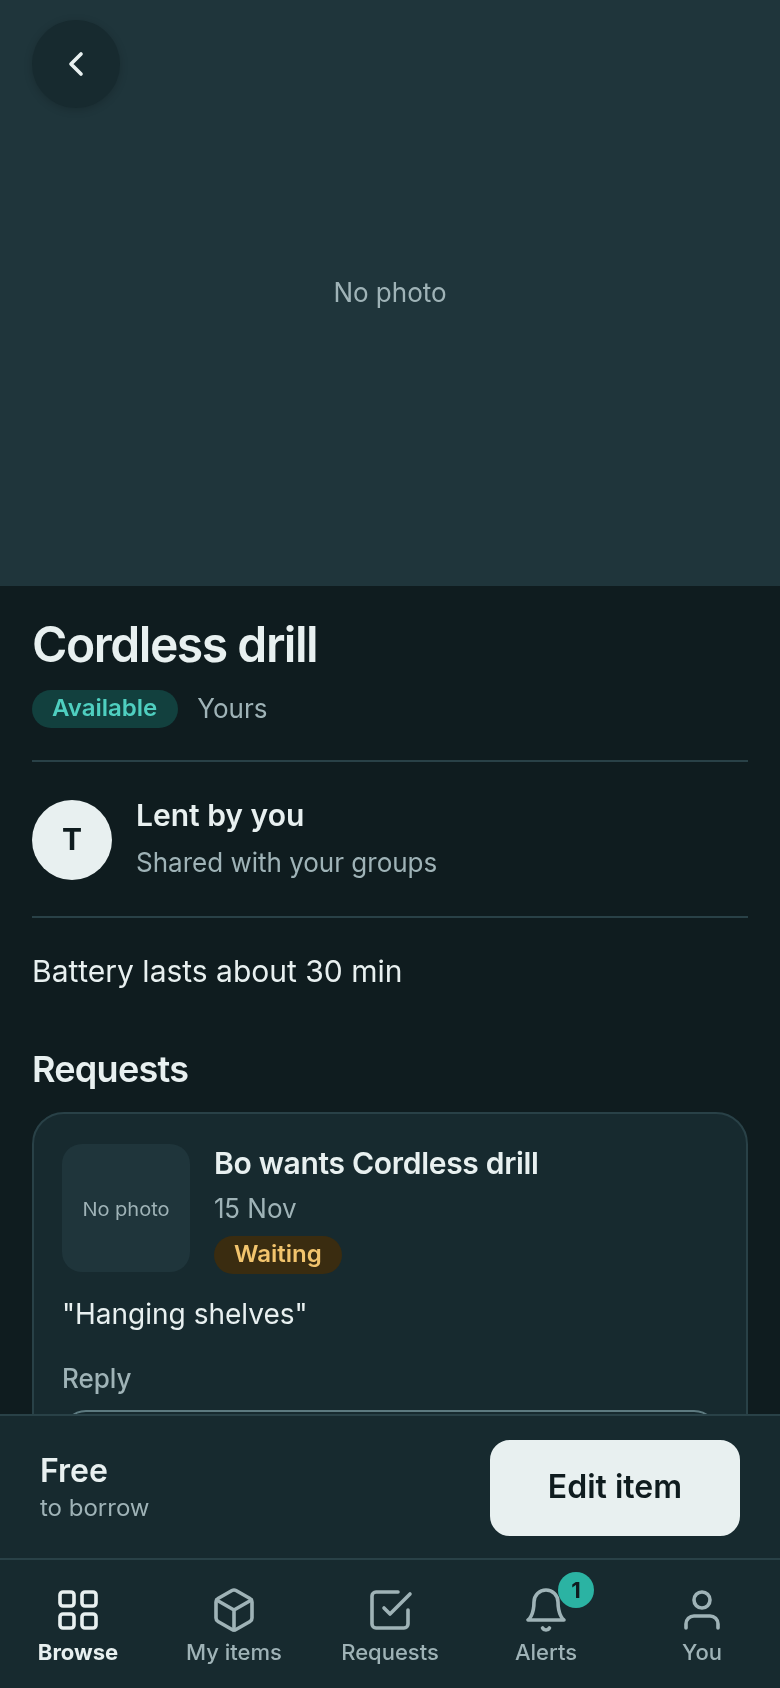 No photo
Cordless drill
Available Yours
T
Lent by you
Shared with your groups
Battery lasts about 30 min
Requests
No photo
Bo wants Cordless drill
15 Nov
Waiting
"Hanging shelves"
Reply
Free
to borrow
Edit item
1
Browse My items Requests Alerts You